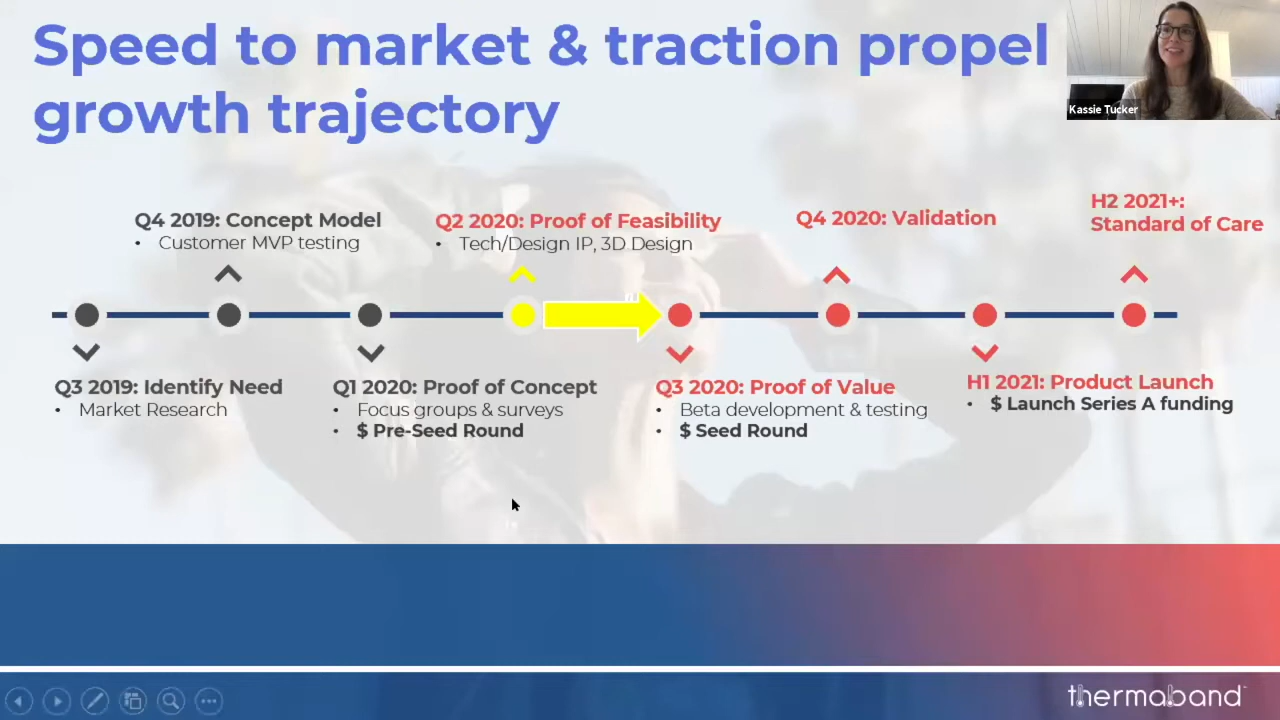 Speed to market & traction propel
growth trajectory
Kassie Tucker
Q4 2019: Concept Model
• Customer MVP testing
Q2 2020: Proof of Feasibility
• Tech/Design IP, 3D Design
Q4 2020: Validation
H2 2021+:
Standard of Care
Q3 2019: Identify Need
• Market Research
Q1 2020: Proof of Concept
• Focus groups & surveys
• $ Pre-Seed Round
Q3 2020: Proof of Value
• Beta development & testing
• $ Seed Round
H1 2021: Product Launch
• $ Launch Series A funding
thermaband